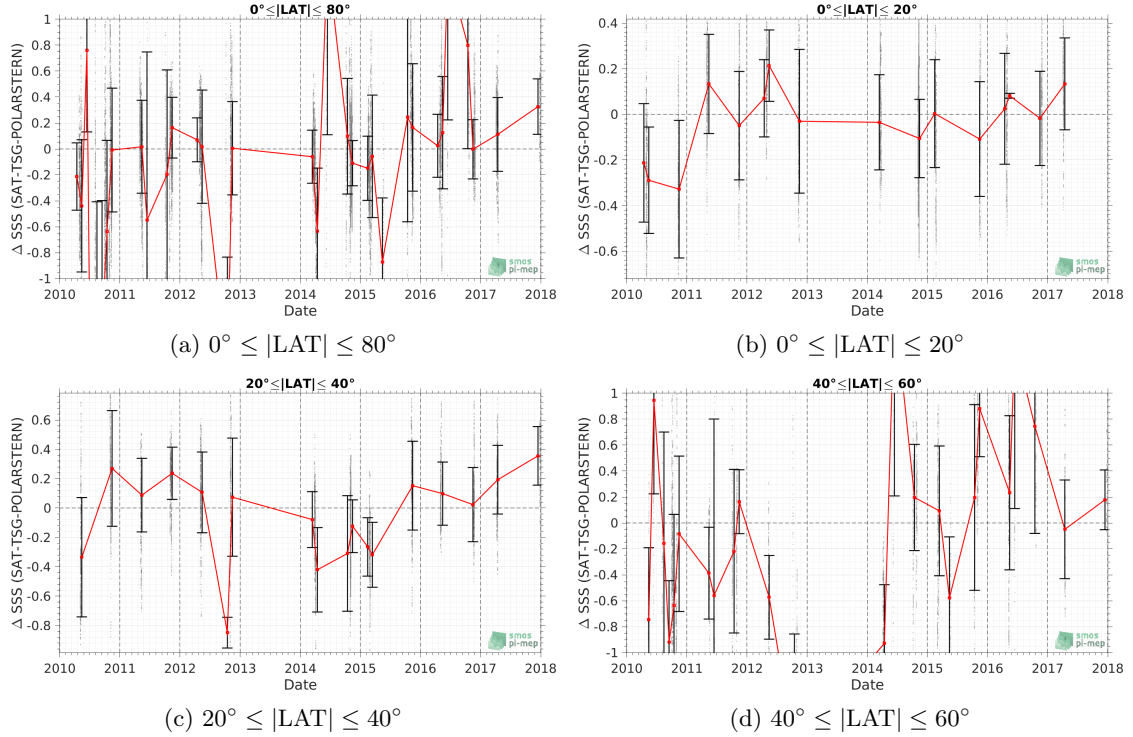 0°≤|LAT|≤ 80°
Δ SSS (SAT-TSG-POLARSTERN)
1
0.8
0.6
0.4
0.2
0
-0.2
-0.4
-0.6
-0.8
-1
2010 2011 2012 2013 2014 2015 2016 2017 2018
Date
smos
pi-mep
(a) 0° ≤ |LAT| ≤ 80°
0°≤|LAT|≤ 20°
Δ SSS (SAT-TSG-POLARSTERN)
0.4
0.2
0
-0.2
-0.4
-0.6
2010 2011 2012 2013 2014 2015 2016 2017 2018
Date
smos
pi-mep
(b) 0° ≤ |LAT| ≤ 20°
20°≤|LAT|≤ 40°
Δ SSS (SAT-TSG-POLARSTERN)
0.6
0.4
0.2
0
-0.2
-0.4
-0.6
-0.8
2010 2011 2012 2013 2014 2015 2016 2017 2018
Date
smos
pi-mep
(c) 20° ≤ |LAT| ≤ 40°
40°≤|LAT|≤ 60°
Δ SSS (SAT-TSG-POLARSTERN)
1
0.8
0.6
0.4
0.2
0
-0.2
-0.4
-0.6
-0.8
-1
2010 2011 2012 2013 2014 2015 2016 2017 2018
Date
smos
pi-mep
(d) 40° ≤ |LAT| ≤ 60°